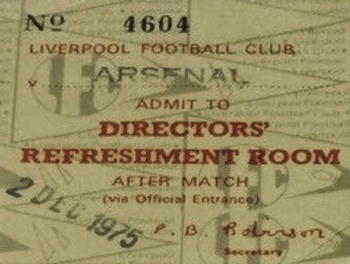 Nº 4604
LIVERPOOL FOOTBALL CLUB
v ARSENAL
ADMIT TO
DIRECTORS'
REFRESHMENT ROOM
AFTER MATCH
(via Official Entrance)
2 DEC 1975
P. B. Robinson
Secretary